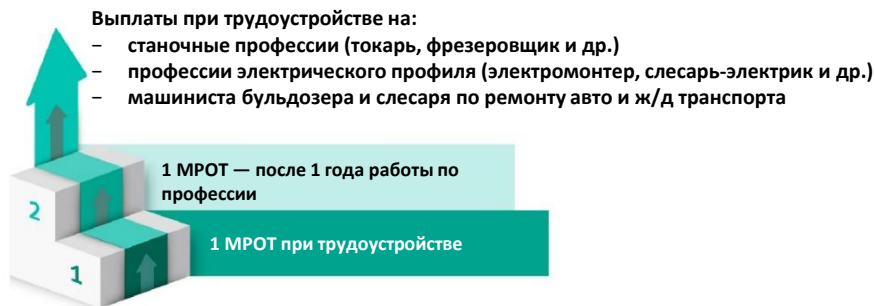 Выплаты при трудоустройстве на:
− станочные профессии (токарь, фрезеровщик и др.)
− профессии электрического профиля (электромонтер, слесарь-электрик и др.)
− машиниста бульдозера и слесаря по ремонту авто и ж/д транспорта
1 МРОТ — после 1 года работы по
профессии
2
1 МРОТ при трудоустройстве
1